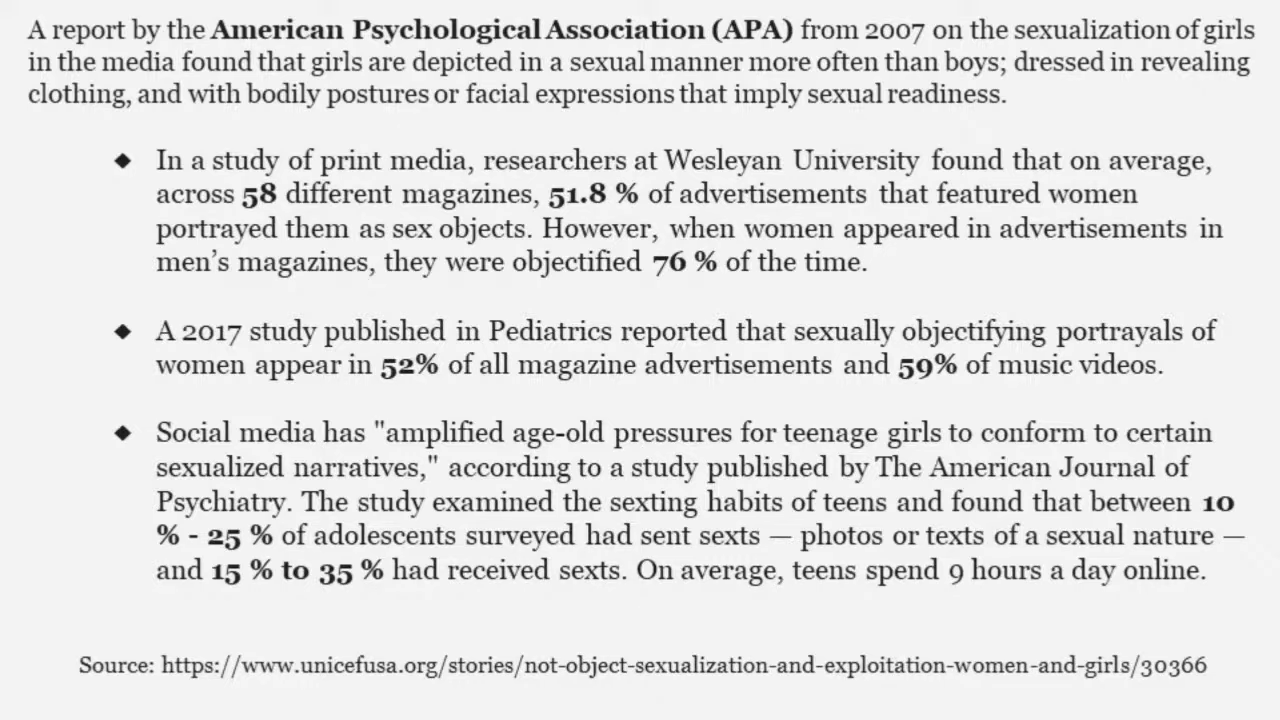 A report by the American Psychological Association (APA) from 2007 on the sexualization of girls
in the media found that girls are depicted in a sexual manner more often than boys; dressed in revealing
clothing, and with bodily postures or facial expressions that imply sexual readiness.
◆ In a study of print media, researchers at Wesleyan University found that on average,
across 58 different magazines, 51.8 % of advertisements that featured women
portrayed them as sex objects. However, when women appeared in advertisements in
men's magazines, they were objectified 76 % of the time.
◆ A 2017 study published in Pediatrics reported that sexually objectifying portrayals of
women appear in 52% of all magazine advertisements and 59% of music videos.
◆ Social media has "amplified age-old pressures for teenage girls to conform to certain
sexualized narratives," according to a study published by The American Journal of
Psychiatry. The study examined the sexting habits of teens and found that between 10
% - 25 % of adolescents surveyed had sent sexts — photos or texts of a sexual nature —
and 15 % to 35 % had received sexts. On average, teens spend 9 hours a day online.
Source: https://www.unicefusa.org/stories/not-object-sexualization-and-exploitation-women-and-girls/30366